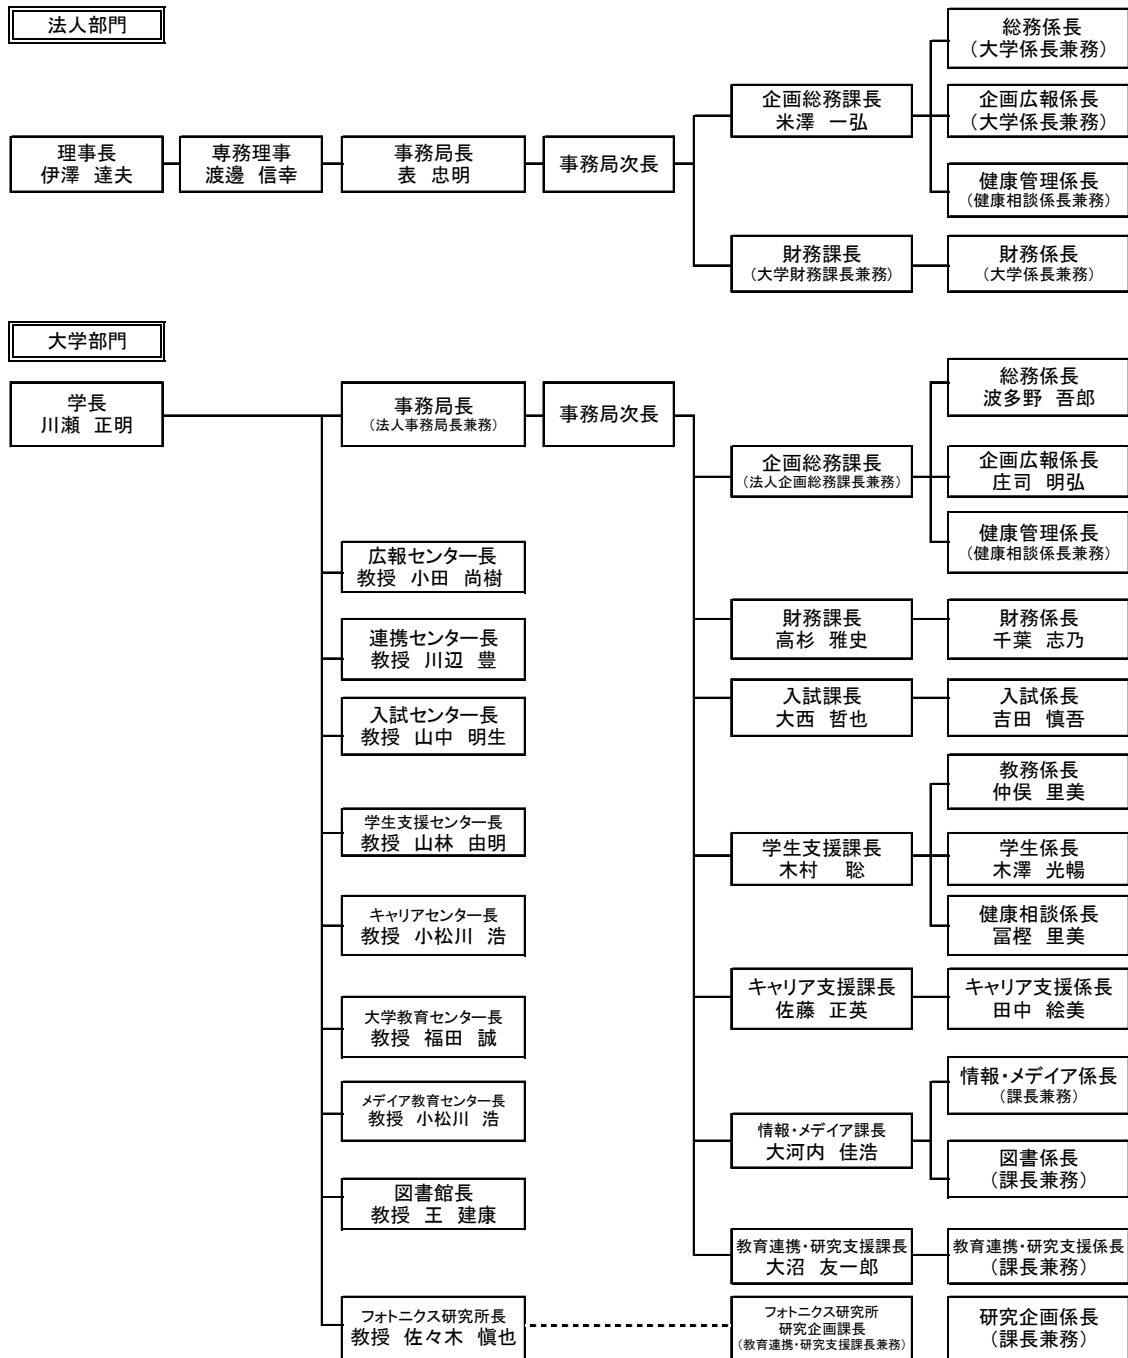 法人部門
理事長
伊澤 達夫
専務理事
渡邊 信幸
事務局長
表 忠明
事務局次長
企画総務課長
米澤 一弘
総務係長
(大学係長兼務)
企画広報係長
(大学係長兼務)
健康管理係長
(健康相談係長兼務)
財務課長
(大学財務課長兼務)
財務係長
(大学係長兼務)
大学部門
学長
川瀬 正明
事務局長
(法人事務局長兼務)
事務局次長
企画総務課長
(法人企画総務課長兼務)
総務係長
波多野 吾郎
企画広報係長
庄司 明弘
健康管理係長
(健康相談係長兼務)
財務課長
高杉 雅史
財務係長
千葉 志乃
入試課長
大西 哲也
入試係長
吉田 慎吾
学生支援課長
木村 聡
教務係長
仲俣 里美
学生係長
木澤 光暢
健康相談係長
冨樫 里美
キャリア支援課長
佐藤 正英
キャリア支援係長
田中 絵美
情報・メデイア課長
大河内 佳浩
情報・メデイア係長
(課長兼務)
図書係長
(課長兼務)
教育連携・研究支援課長
大沼 友一郎
教育連携・研究支援係長
(課長兼務)
広報センター長
教授 小田 尚樹
連携センター長
教授 川辺 豊
入試センター長
教授 山中 明生
学生支援センター長
教授 山林 由明
キャリアセンター長
教授 小松川 浩
大学教育センター長
教授 福田 誠
メデイア教育センター長
教授 小松川 浩
図書館長
教授 王 建康
フォトニクス研究所長
教授 佐々木 愼也
フォトニクス研究所
研究企画課長
(教育連携・研究支援課長兼務)
研究企画係長
(課長兼務)